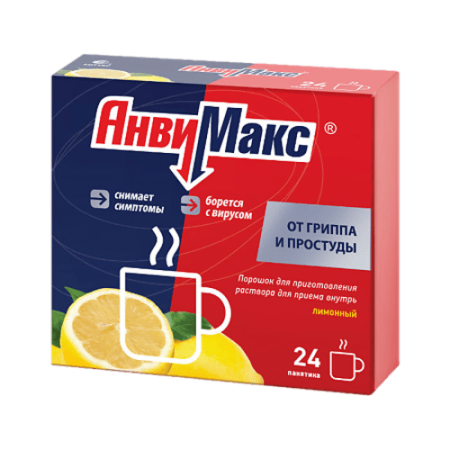 24
АнвиМакс®
снимает
симптомы
борется
с вирусом
ОТ ГРИППА
И ПРОСТУДЫ
Порошок для приготовления
раствора для приема внутрь
лимонный
24
пакетика